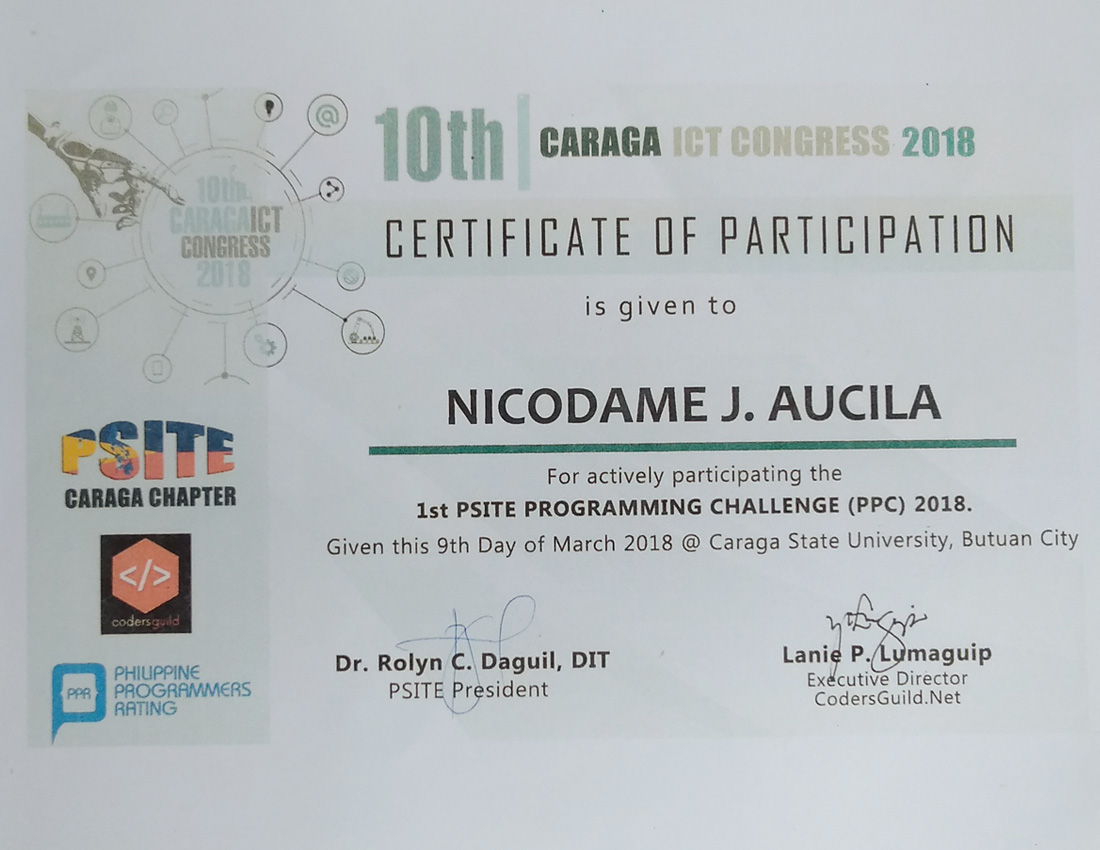 10th CARAGA ICT CONGRESS 2018
10th
CARAGAICT
CONGRESS
2018
CERTIFICATE OF PARTICIPATION
is given to
NICODAME J. AUCILA
For actively participating the
1st PSITE PROGRAMMING CHALLENGE (PPC) 2018.
Given this 9th Day of March 2018 @ Caraga State University, Butuan City
PSITE
CARAGA CHAPTER
</>
codersguild
PPR
PHILIPPINE
PROGRAMMERS
RATING
Dr. Rolyn C. Daguil, DIT
PSITE President
Lanie P. Lumaguip
Executive Director
CodersGuild.Net